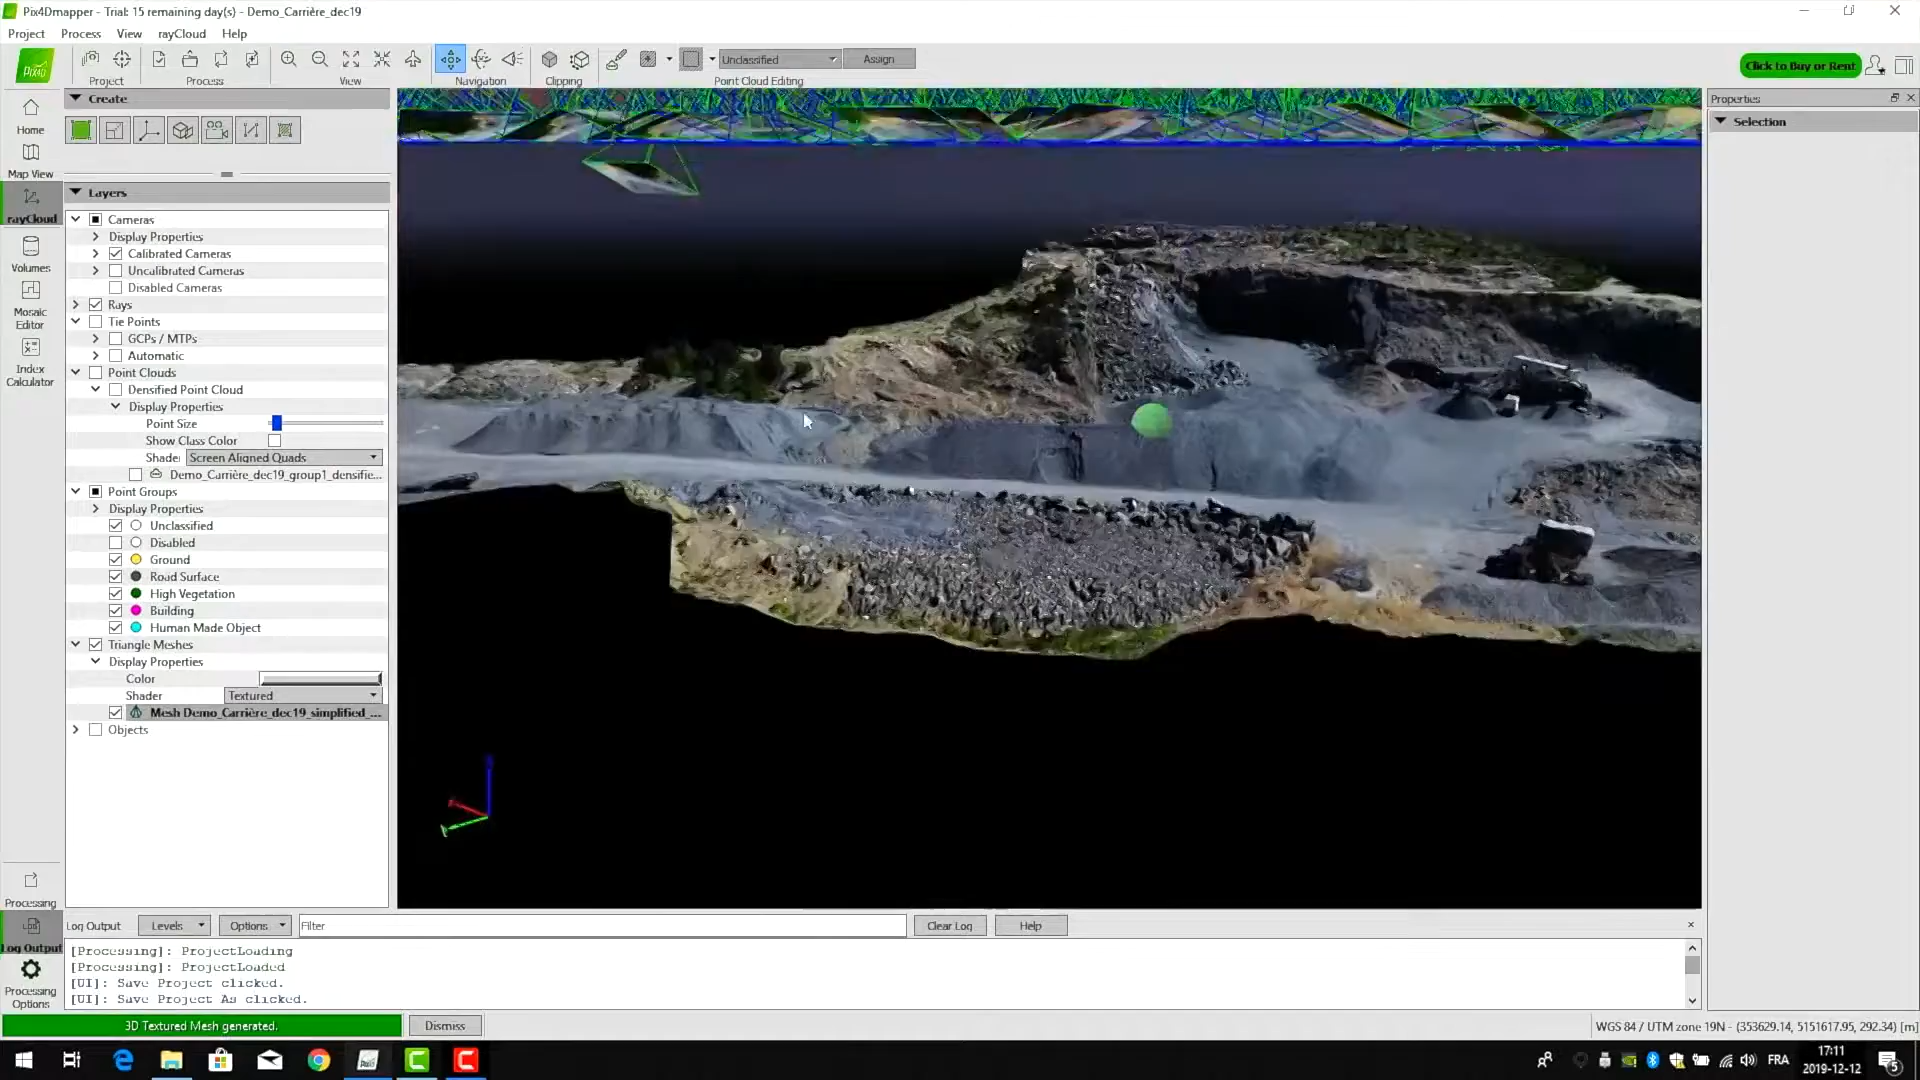 Pix4Dmapper - Trial: 15 remaining day(s) - Demo_Carrière_dec19
Project Process View rayCloud Help
PIX4D
Project Process View Navigation Clipping Point Cloud Editing
Unclassified Assign
Click to Buy or Rent
Create
Properties
Selection
Home
Map View
rayCloud
Volumes
Mosaic
Editor
Index
Calculator
Layers
Cameras
Display Properties
Calibrated Cameras
Uncalibrated Cameras
Disabled Cameras
Rays
Tie Points
GCPs / MTPs
Automatic
Point Clouds
Densified Point Cloud
Display Properties
Point Size
Show Class Color
Shader Screen Aligned Quads
Demo_Carrière_dec19_group1_densifie...
Point Groups
Display Properties
Unclassified
Disabled
Ground
Road Surface
High Vegetation
Building
Human Made Object
Triangle Meshes
Display Properties
Color
Shader Textured
Mesh Demo_Carrière_dec19_simplified_...
Objects
Processing
Log Output
Processing
Options
Log Output Levels Options Filter Clear Log Help
[Processing]: ProjectLoading
[Processing]: ProjectLoaded
[UI]: Save Project clicked.
[UI]: Save Project As clicked.
3D Textured Mesh generated. Dismiss
WGS 84 / UTM zone 19N - (353629.14, 5151617.95, 292.34) [m]
FRA
17:11
2019-12-12
5